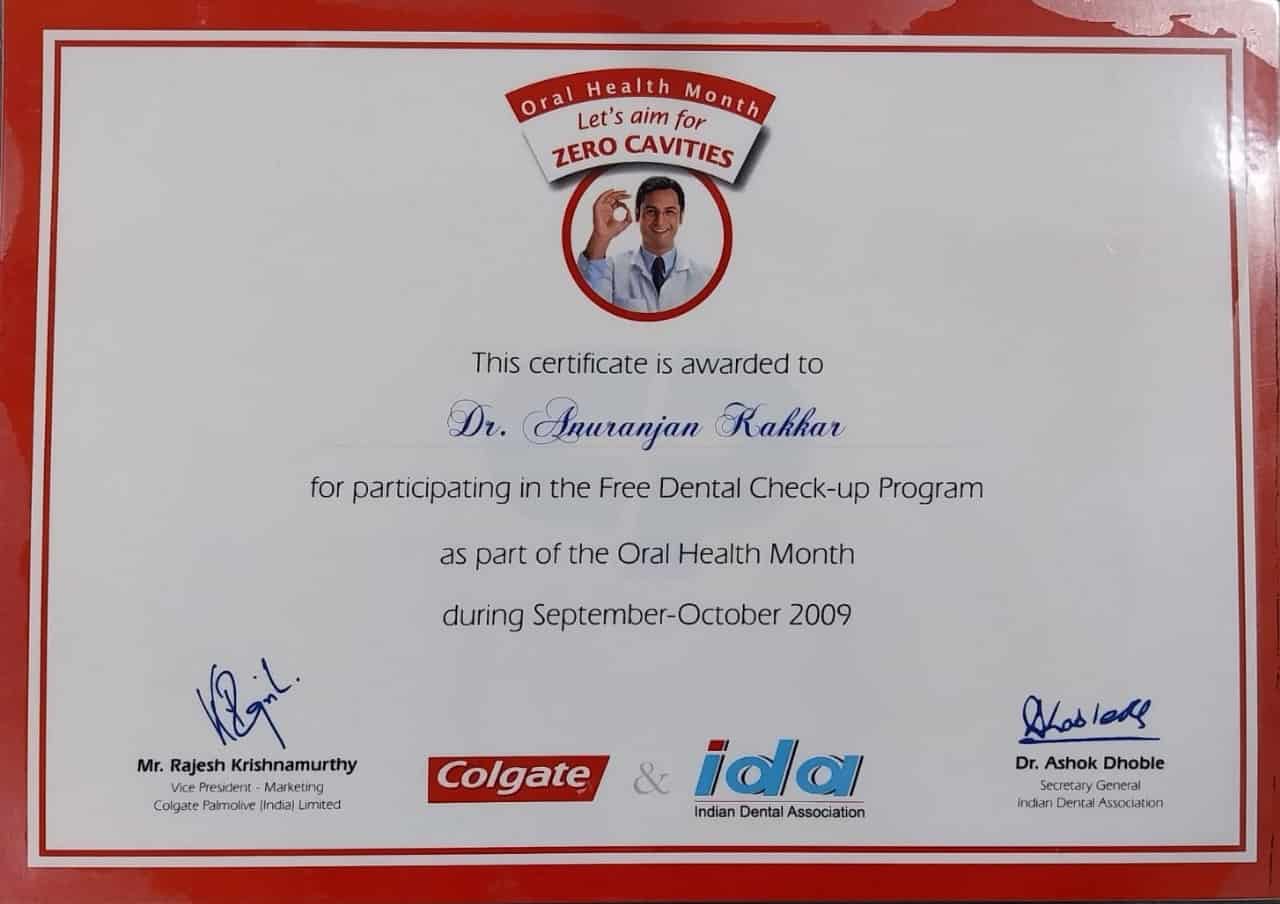 Oral Health Month
Let's aim for
ZERO CAVITIES
This certificate is awarded to
Dr. Anuranjan Kakkar
for participating in the Free Dental Check-up Program
as part of the Oral Health Month
during September-October 2009
Mr. Rajesh Krishnamurthy
Vice President - Marketing
Colgate Palmolive (India) Limited
Colgate & ida
Indian Dental Association
Dhoblerg
Dr. Ashok Dhoble
Secretary General
Indian Dental Association